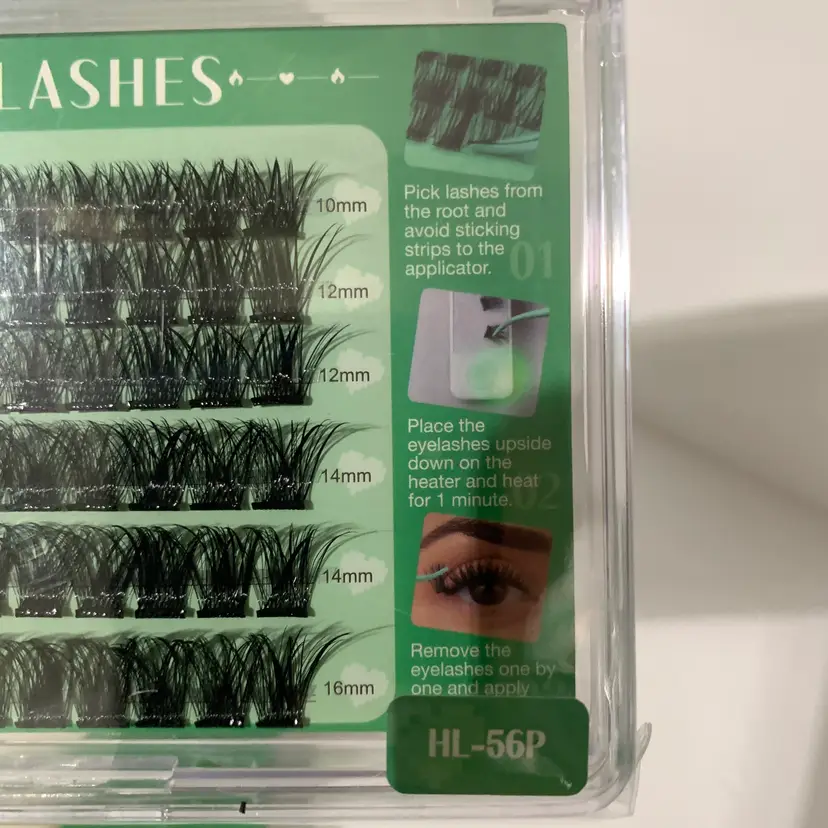 LASHES
10mm
12mm
12mm
14mm
14mm
16mm
Pick lashes from
the root and
avoid sticking
strips to the
applicator.
01
Place the
eyelashes upside
down on the
heater and heat
for 1 minute.
02
Remove the
eyelashes one by
one and apply
HL-56P